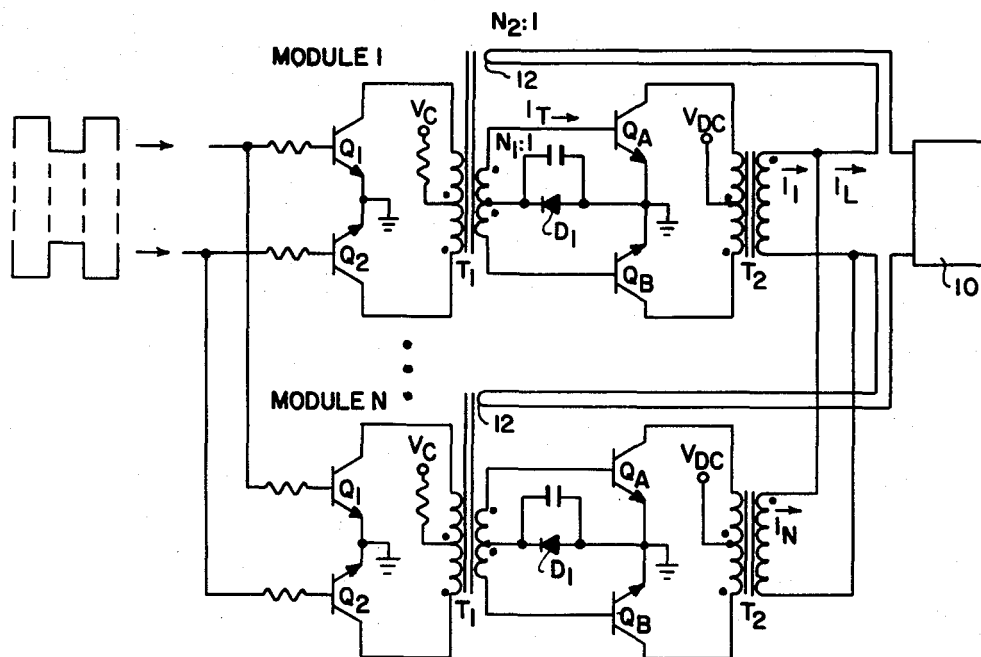 N2:1
MODULE 1
12
VC
IT
N1:1
QA
VDC
Q1
D1
I1
IL
Q2
T1
QB
T2
10
MODULE N
12
VC
QA
VDC
Q1
D1
IN
Q2
T1
QB
T2